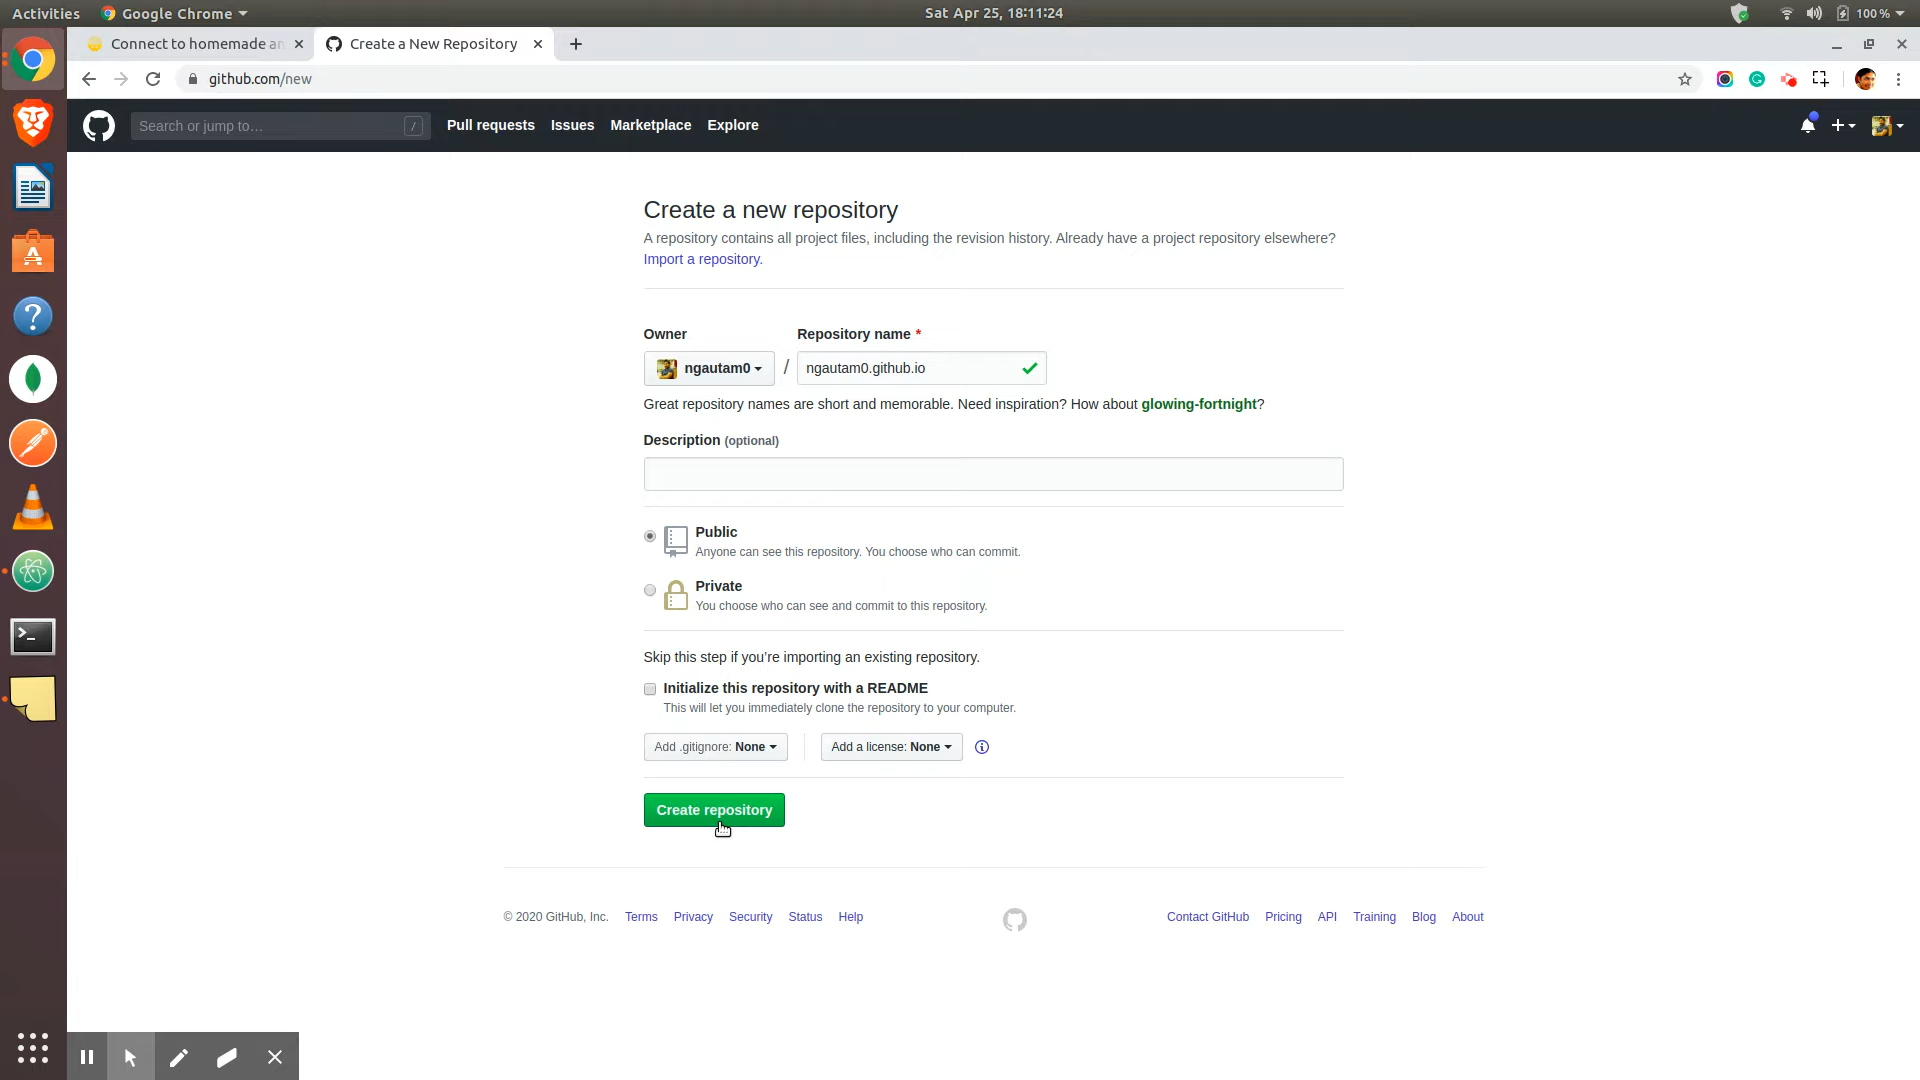 Activities
Google Chrome
Sat Apr 25, 18:11:24
100 %
Connect to homemade an
Create a New Repository
github.com/new
Search or jump to…
/
Pull requests
Issues
Marketplace
Explore
Create a new repository
A repository contains all project files, including the revision history. Already have a project repository elsewhere?
Import a repository.
Owner
Repository name *
ngautam0
/
ngautam0.github.io
Great repository names are short and memorable. Need inspiration? How about glowing-fortnight?
Description (optional)
Public
Anyone can see this repository. You choose who can commit.
Private
You choose who can see and commit to this repository.
Skip this step if you’re importing an existing repository.
Initialize this repository with a README
This will let you immediately clone the repository to your computer.
Add .gitignore: None
Add a license: None
Create repository
© 2020 GitHub, Inc.
Terms
Privacy
Security
Status
Help
Contact GitHub
Pricing
API
Training
Blog
About